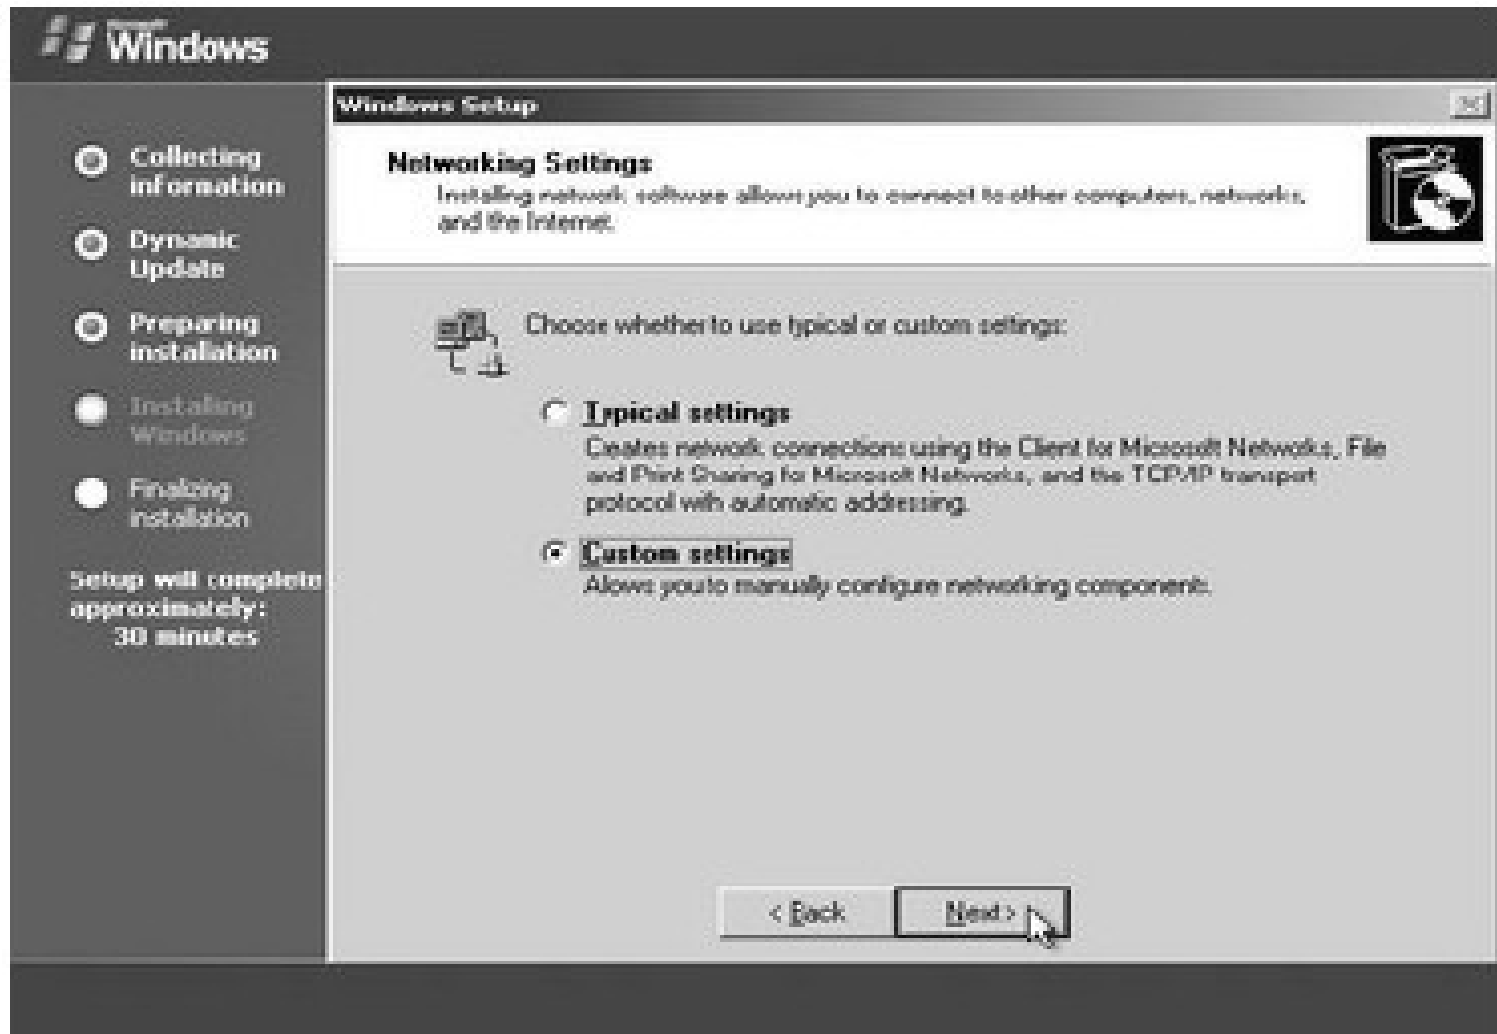 Microsoft
Windows
Collecting
information
Dynamic
Update
Preparing
installation
Installing
Windows
Finalizing
installation
Setup will complete
approximately:
30 minutes
Windows Setup
Networking Settings
Installing network software allows you to connect to other computers, networks,
and the Internet.
Choose whether to use typical or custom settings:
Typical settings
Creates network connections using the Client for Microsoft Networks, File
and Print Sharing for Microsoft Networks, and the TCP/IP transport
protocol with automatic addressing.
Custom settings
Allows you to manually configure networking components.
< Back
Next >